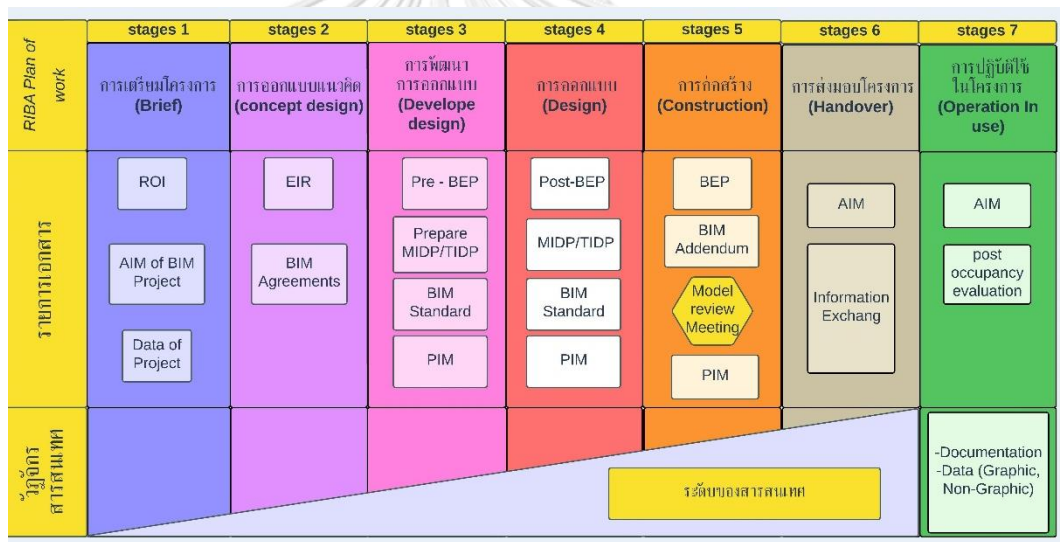 stages 1
stages 2
stages 3
stages 4
stages 5
stages 6
stages 7
RIBA Plan of
work
การเตรียมโครงการ
(Brief)
การออกแบบแนวคิด
(concept design)
การพัฒนา
การออกแบบ
(Develope
design)
การออกแบบ
(Design)
การก่อสร้าง
(Construction)
การส่งมอบโครงการ
(Handover)
การปฏิบัติใช้
ในโครงการ
(Operation In
use)
รายการเอกสาร
ROI
AIM of BIM
Project
Data of
Project
EIR
BIM
Agreements
Pre - BEP
Prepare
MIDP/TIDP
BIM
Standard
PIM
Post-BEP
MIDP/TIDP
BIM
Standard
PIM
BEP
BIM
Addendum
Model
review
Meeting
PIM
AIM
Information
Exchang
AIM
post
occupancy
evaluation
วัฏจักร
สารสนเทศ
ระดับของสารสนเทศ
-Documentation
-Data (Graphic,
Non-Graphic)